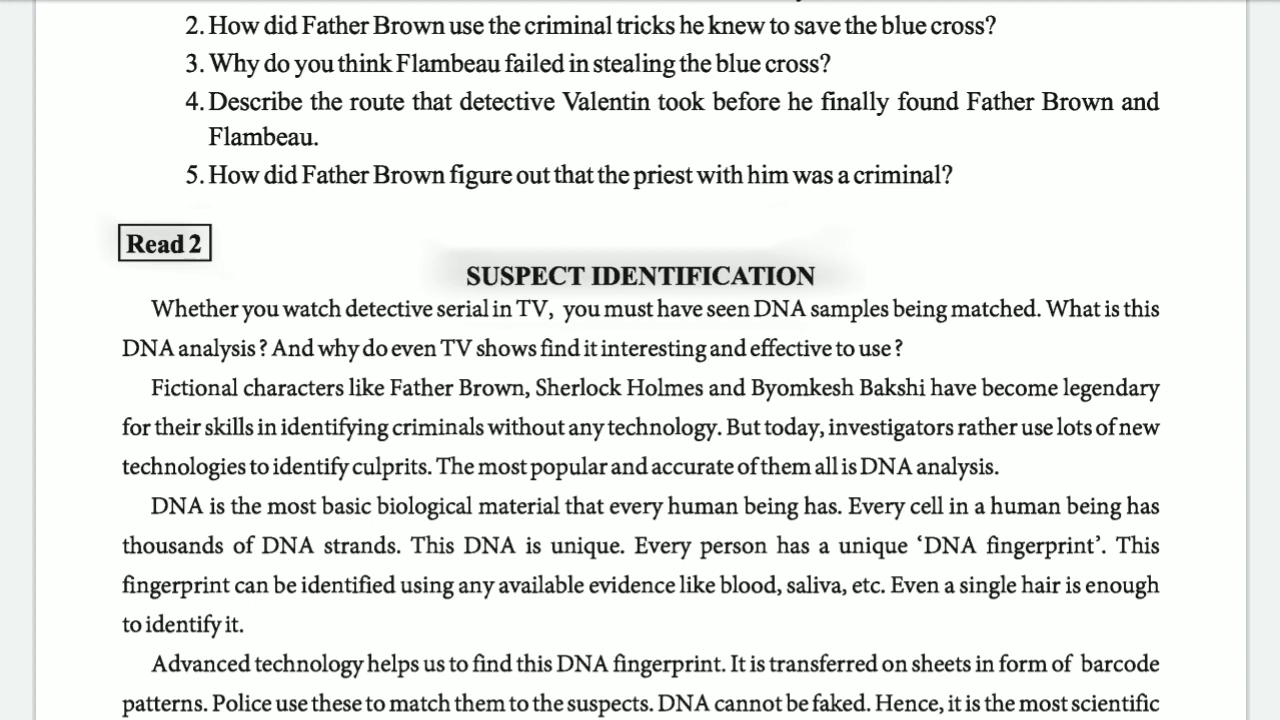 2. How did Father Brown use the criminal tricks he knew to save the blue cross?
3. Why do you think Flambeau failed in stealing the blue cross?
4. Describe the route that detective Valentin took before he finally found Father Brown and
Flambeau.
5. How did Father Brown figure out that the priest with him was a criminal?
Read 2
SUSPECT IDENTIFICATION
Whether you watch detective serial in TV, you must have seen DNA samples being matched. What is this
DNA analysis ? And why do even TV shows find it interesting and effective to use ?
Fictional characters like Father Brown, Sherlock Holmes and Byomkesh Bakshi have become legendary
for their skills in identifying criminals without any technology. But today, investigators rather use lots of new
technologies to identify culprits. The most popular and accurate of them all is DNA analysis.
DNA is the most basic biological material that every human being has. Every cell in a human being has
thousands of DNA strands. This DNA is unique. Every person has a unique ‘DNA fingerprint’. This
fingerprint can be identified using any available evidence like blood, saliva, etc. Even a single hair is enough
to identify it.
Advanced technology helps us to find this DNA fingerprint. It is transferred on sheets in form of barcode
patterns. Police use these to match them to the suspects. DNA cannot be faked. Hence, it is the most scientific